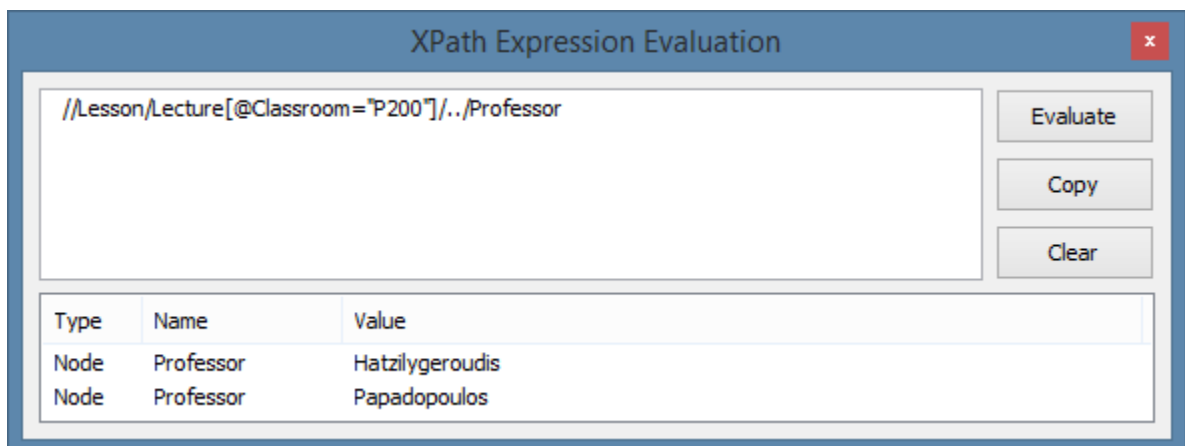 XPath Expression Evaluation
x
//Lesson/Lecture[@Classroom="P200"]/../Professor
Evaluate
Copy
Clear
Type Name Value
Node Professor Hatzilygeroudis
Node Professor Papadopoulos